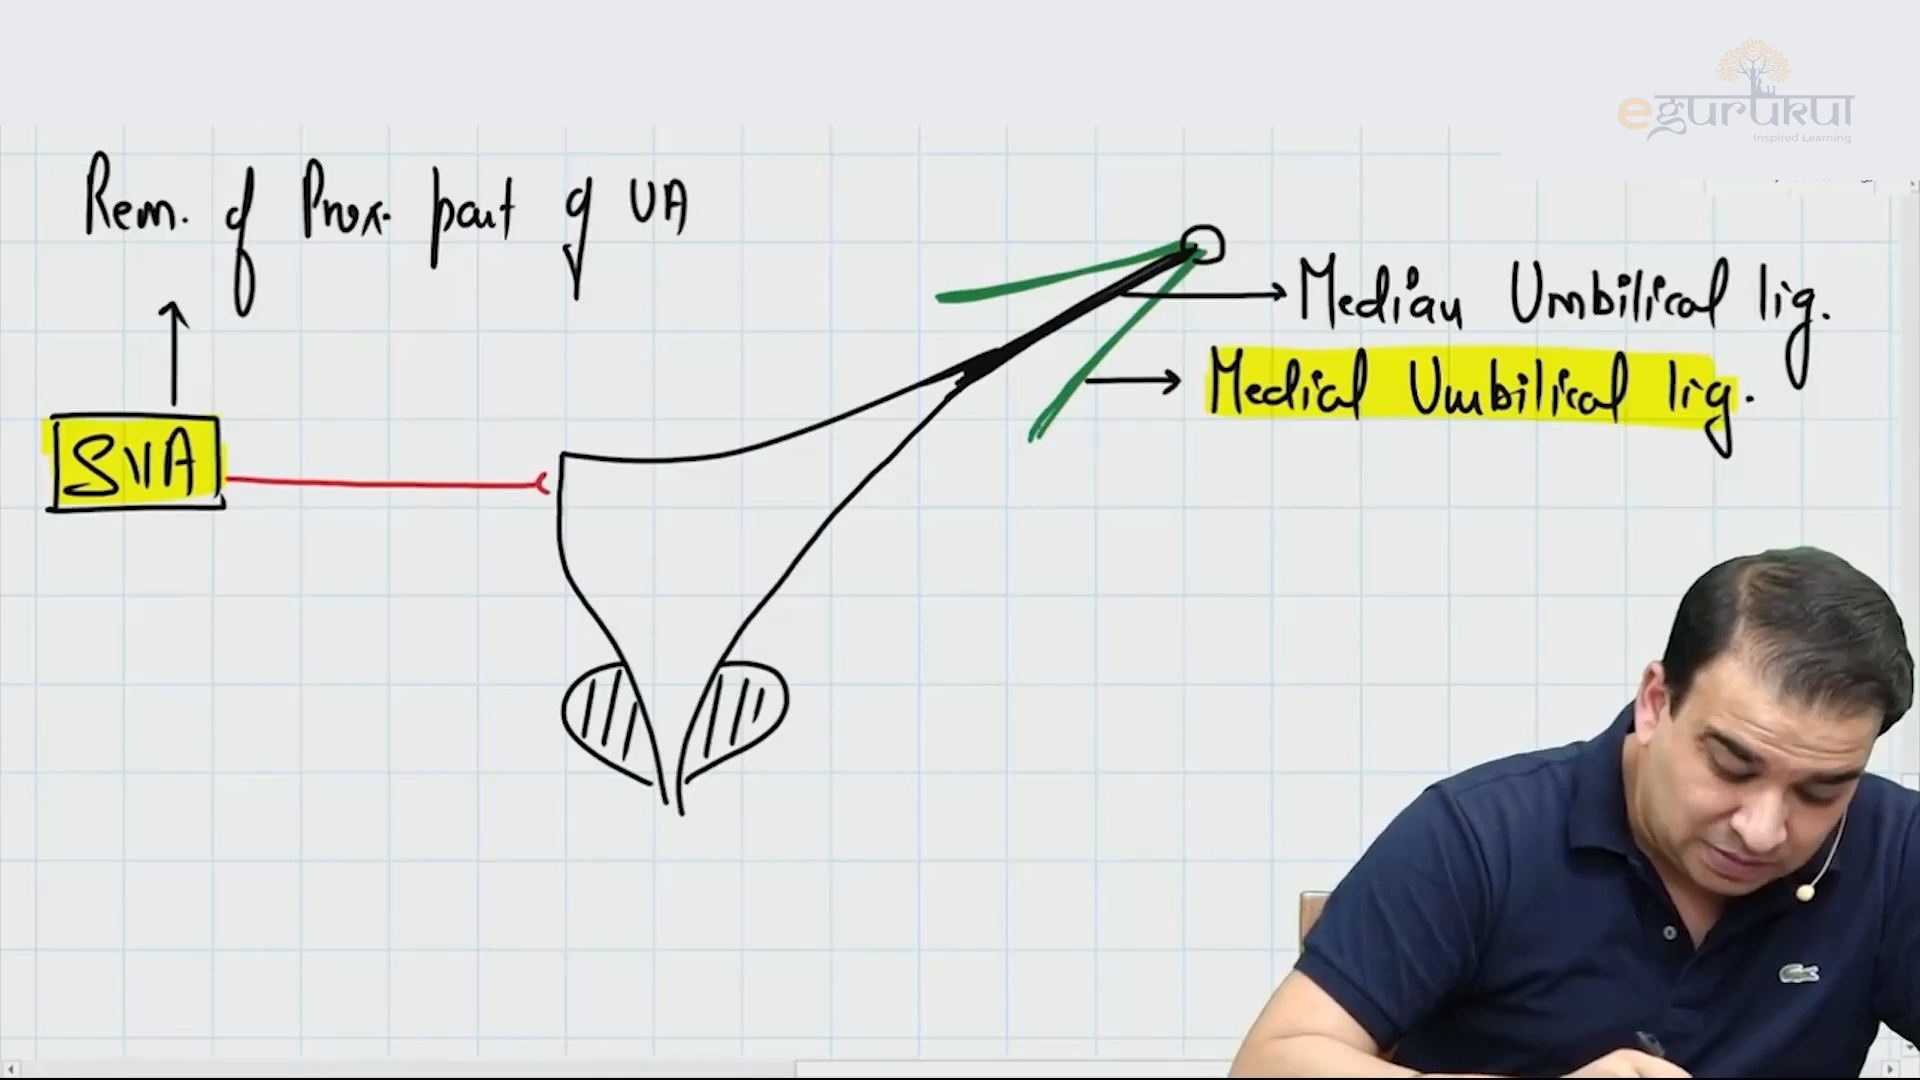 egurukul
Inspired Learning
Rem. of Prox. part of UA
Median Umbilical lig.
Medial Umbilical lig.
SVA